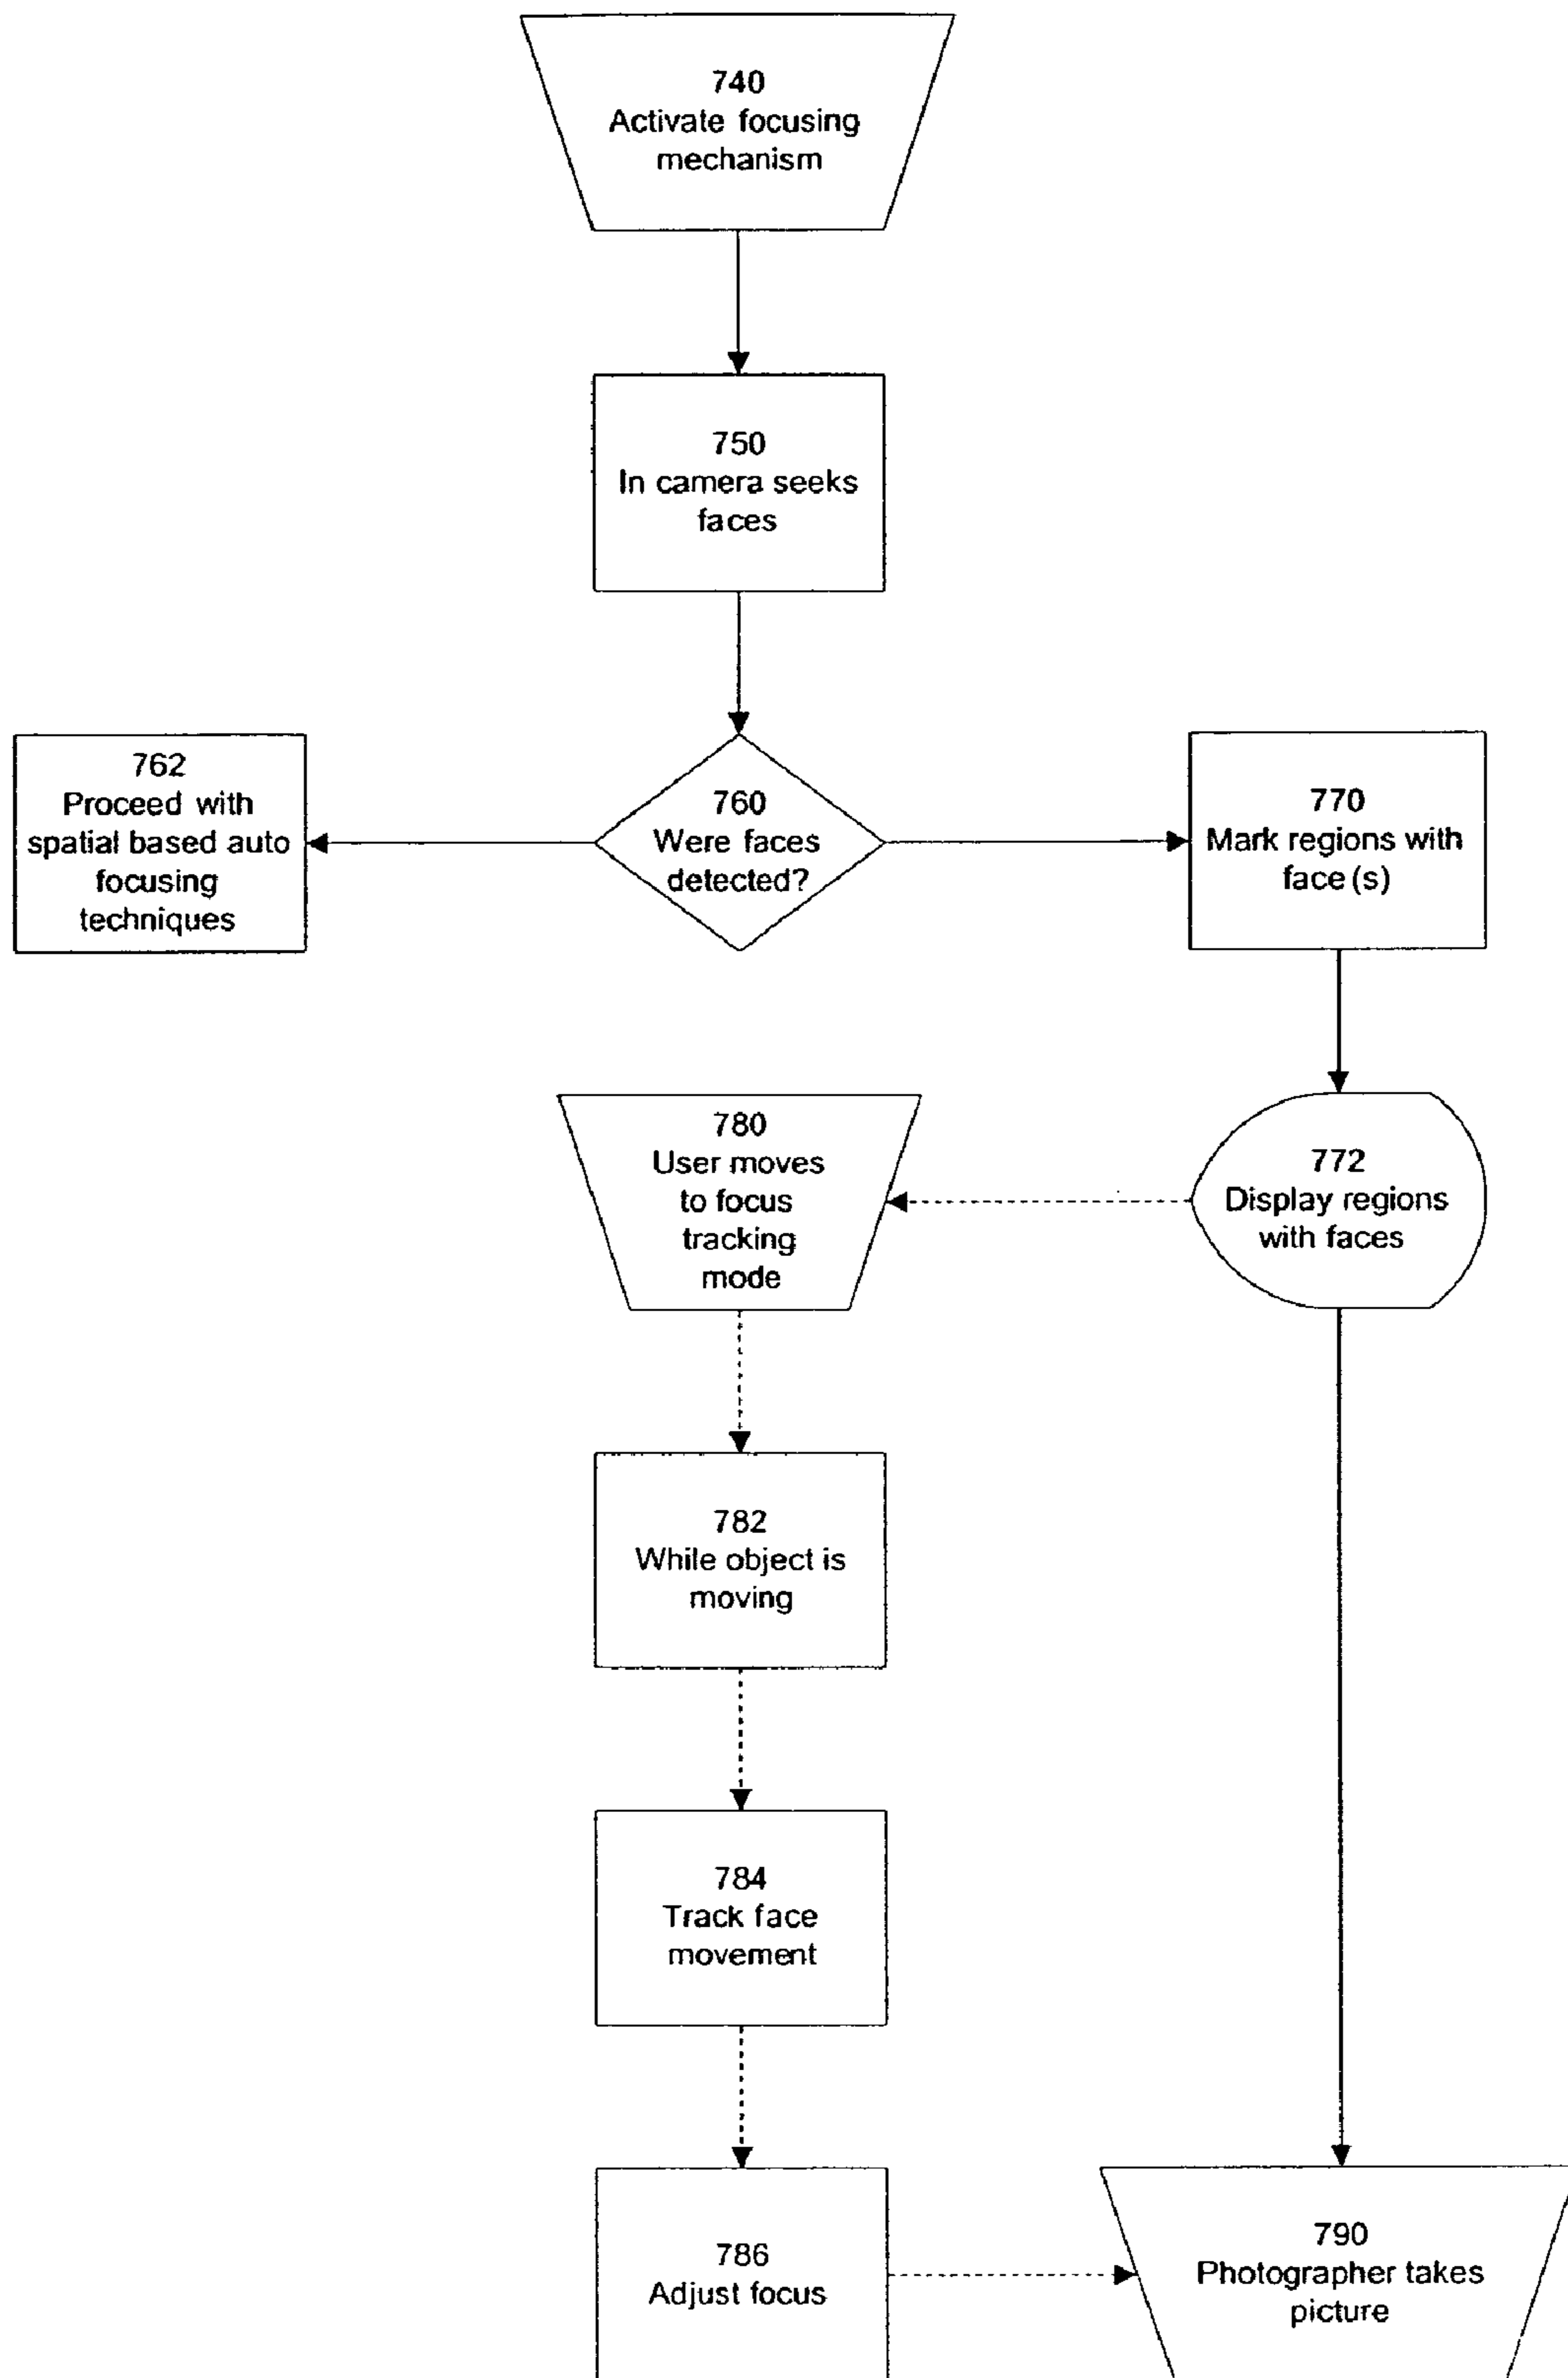 740
Activate focusing
mechanism
750
In camera seeks
faces
762
Proceed with
spatial based auto
focusing
techniques
760
Were faces
detected?
770
Mark regions with
face (s)
780
User moves
to focus
tracking
mode
772
Display regions
with faces
782
While object is
moving
784
Track face
movement
786
Adjust focus
790
Photographer takes
picture